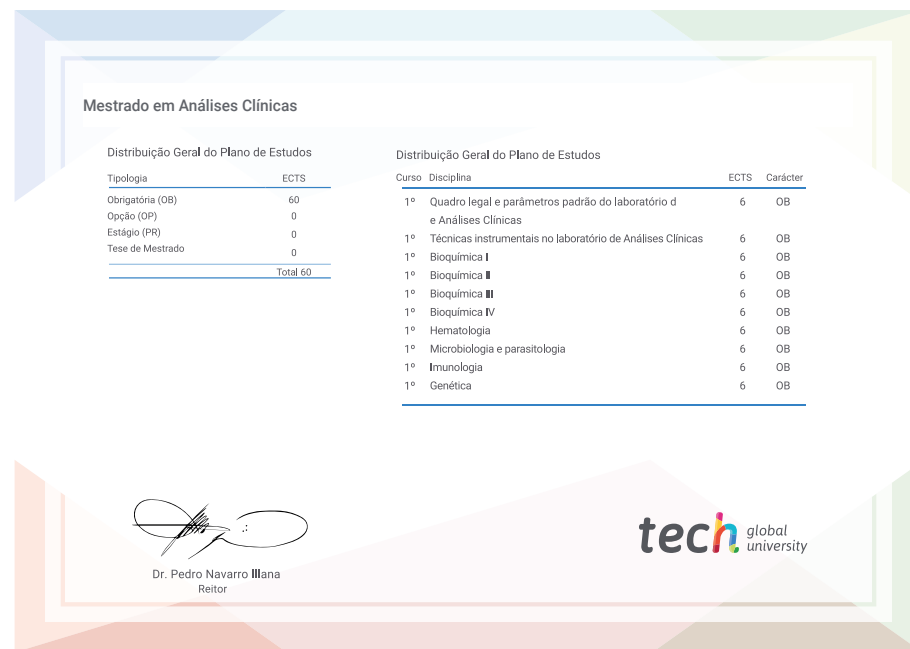 Mestrado em Análises Clínicas
Distribuição Geral do Plano de Estudos
Tipologia ECTS
Obrigatória (OB) 60
Opção (OP) 0
Estágio (PR) 0
Tese de Mestrado 0
Total 60
Distribuição Geral do Plano de Estudos
Curso Disciplina ECTS Carácter
1º Quadro legal e parâmetros padrão do laboratório d 6 OB
e Análises Clínicas
1º Técnicas instrumentais no laboratório de Análises Clínicas 6 OB
1º Bioquímica I 6 OB
1º Bioquímica II 6 OB
1º Bioquímica III 6 OB
1º Bioquímica IV 6 OB
1º Hematologia 6 OB
1º Microbiologia e parasitologia 6 OB
1º Imunologia 6 OB
1º Genética 6 OB
Dr. Pedro Navarro Illana
Reitor
tech global
university